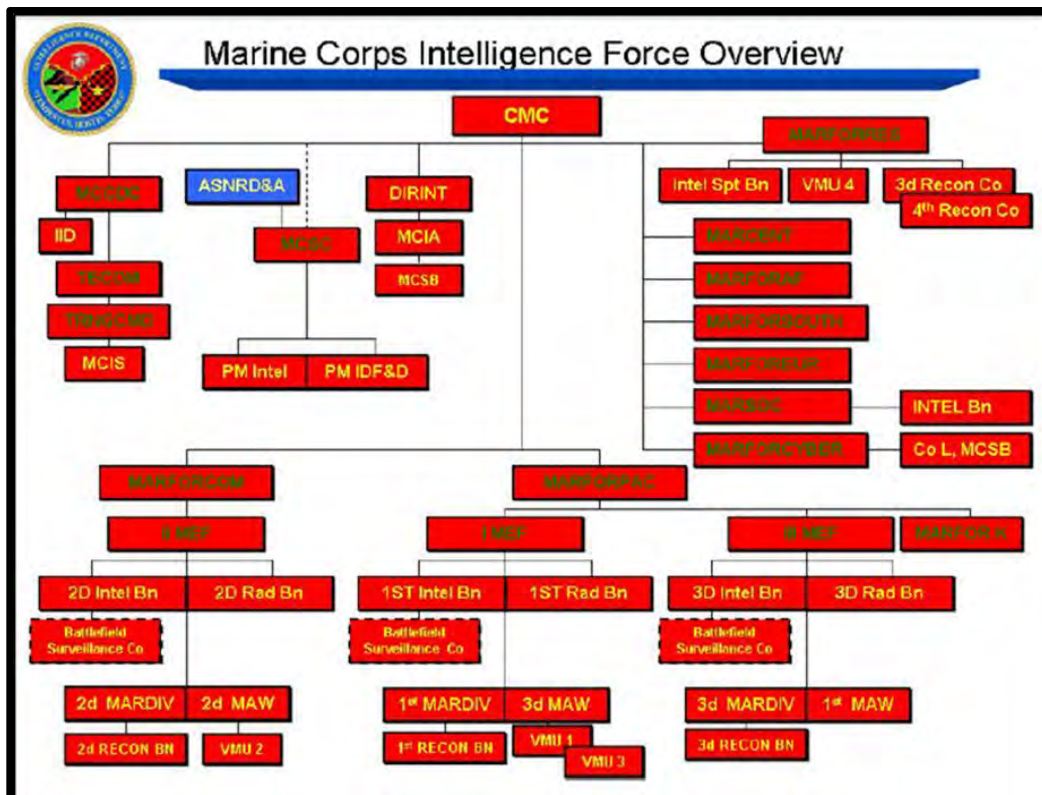 Marine Corps Intelligence Force Overview
CMC
MARFORRES
ASNRD&A
Intel Spt Bn
VMU 4
3d Recon Co
4th Recon Co
MCCDC
DIRINT
IID
MCSC
MCIA
MARCENT
TECOM
MCSB
MARFORAF
TRNGCMD
MARFORSOUTH
MCIS
PM Intel
PM IDF&D
MARFOREUR
MARSOC
INTEL Bn
MARFORCYBER
Co L, MCSB
MARFORCOM
MARFORPAC
II MEF
I MEF
III MEF
MARFOR K
2D Intel Bn
2D Rad Bn
1ST Intel Bn
1ST Rad Bn
3D Intel Bn
3D Rad Bn
Battlefield
Surveillance Co
Battlefield
Surveillance Co
Battlefield
Surveillance Co
2d MARDIV
2d MAW
1st MARDIV
3d MAW
3d MARDIV
1st MAW
2d RECON BN
VMU 2
1st RECON BN
VMU 1
VMU 3
3d RECON BN